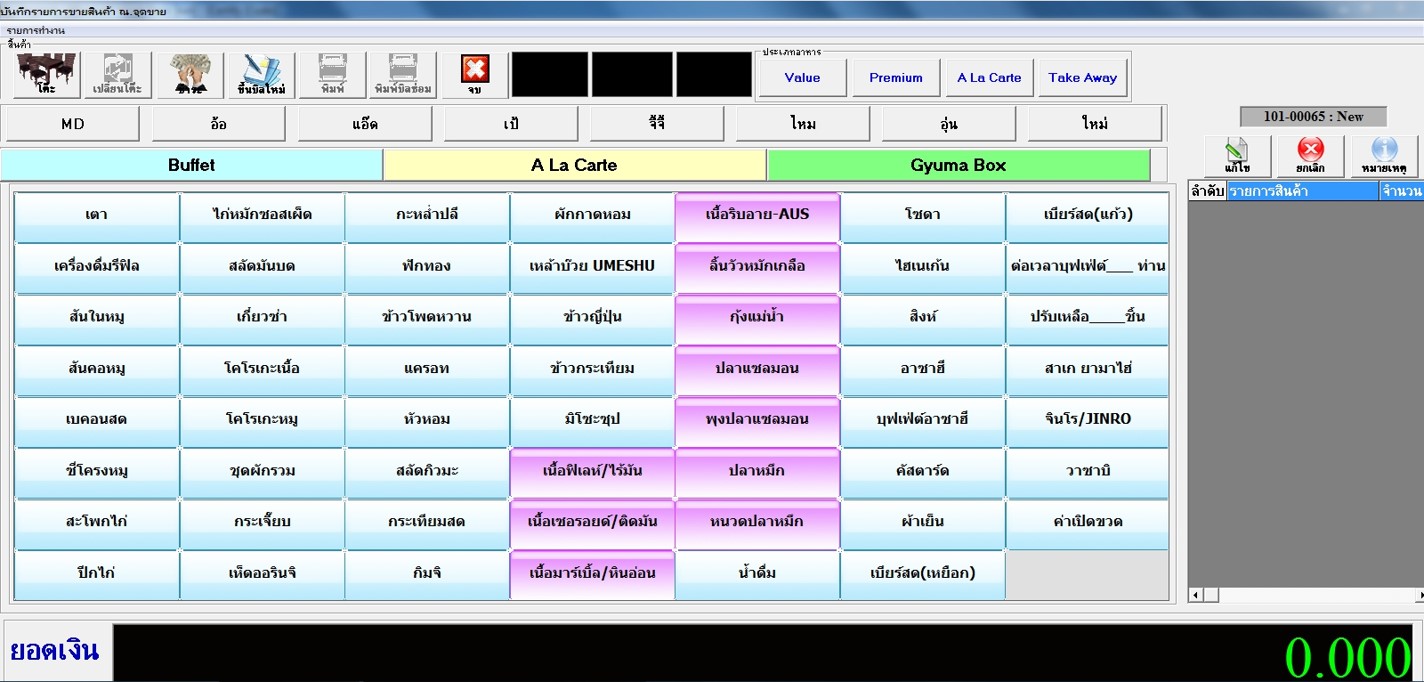 บันทึกรายการขายสินค้า ณ.จุดขาย
รายการทำงาน
สินค้า
โต๊ะ
เปลี่ยนโต๊ะ
ชำระ
ขึ้นบิลใหม่
พิมพ์
พิมพ์บิลซ่อม
จบ
ประเภทอาหาร
Value Premium A La Carte Take Away
MD อ้อ แอ๊ด เป้ จีจี้ ไหม อุ่น ใหม่
101-00065 : New
แก้ไข ยกเลิก หมายเหตุ
Buffet A La Carte Gyuma Box
ลำดับ รายการสินค้า จำนวน
เตา ไก่หมักซอสเผ็ด กะหล่ำปลี ผักกาดหอม เนื้อริบอาย-AUS โซดา เบียร์สด(แก้ว)
เครื่องดื่มรีฟิล สลัดมันบด ฟักทอง เหล้าบ๊วย UMESHU ลิ้นวัวหมักเกลือ ไฮเนเก้น ต่อเวลาบุฟเฟ่ต์___ ท่าน
สันในหมู เกี๊ยวซ่า ข้าวโพดหวาน ข้าวญี่ปุ่น กุ้งแม่น้ำ สิงห์ ปรับเหลือ____ชิ้น
สันคอหมู โคโรเกะเนื้อ แครอท ข้าวกระเทียม ปลาแซลมอน อาซาฮี สาเก ยามาไฮ่
เบคอนสด โคโรเกะหมู หัวหอม มิโซะซุป พุงปลาแซลมอน บุฟเฟ่ต์อาซาฮี จินโร/JINRO
ซี่โครงหมู ชุดผักรวม สลัดกิวมะ เนื้อฟิเลห์/ไร้มัน ปลาหมึก คัสตาร์ด วาซาบิ
สะโพกไก่ กระเจี๊ยบ กระเทียมสด เนื้อเซอรอยด์/ติดมัน หนวดปลาหมึก ผ้าเย็น ค่าเปิดขวด
ปีกไก่ เห็ดออรินจิ กิมจิ เนื้อมาร์เบิ้ล/หินอ่อน น้ำดื่ม เบียร์สด(เหยือก)
ยอดเงิน 0.000